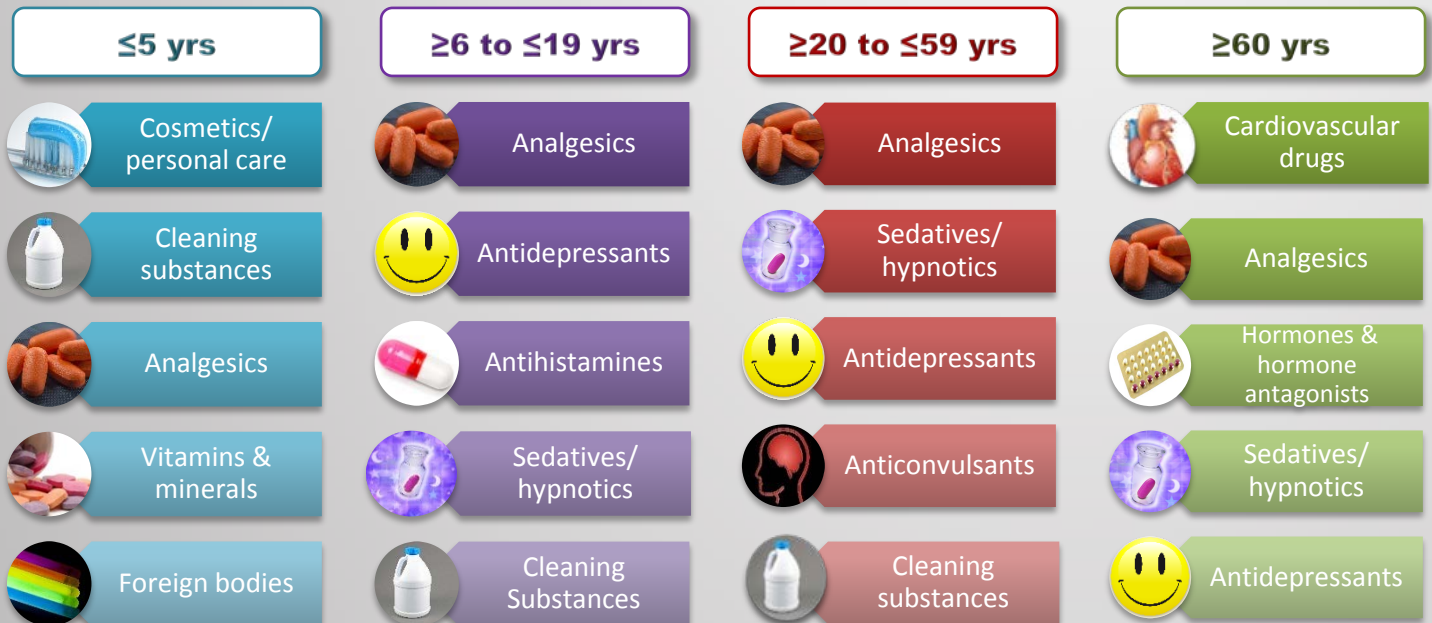 ≤5 yrs
Cosmetics/
personal care
Cleaning
substances
Analgesics
Vitamins &
minerals
Foreign bodies
≥6 to ≤19 yrs
Analgesics
Antidepressants
Antihistamines
Sedatives/
hypnotics
Cleaning
Substances
≥20 to ≤59 yrs
Analgesics
Sedatives/
hypnotics
Antidepressants
Anticonvulsants
Cleaning
substances
≥60 yrs
Cardiovascular
drugs
Analgesics
Hormones &
hormone
antagonists
Sedatives/
hypnotics
Antidepressants